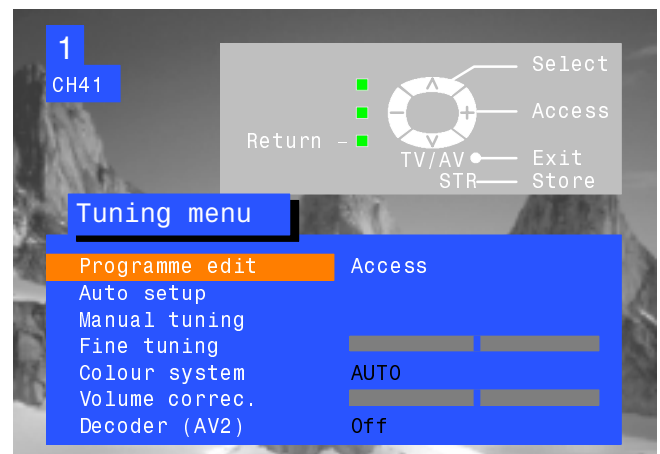 1
CH41
Select
Access
Return –
TV/AV Exit
STR Store
Tuning menu
Programme edit Access
Auto setup
Manual tuning
Fine tuning
Colour system AUTO
Volume correc.
Decoder (AV2) Off